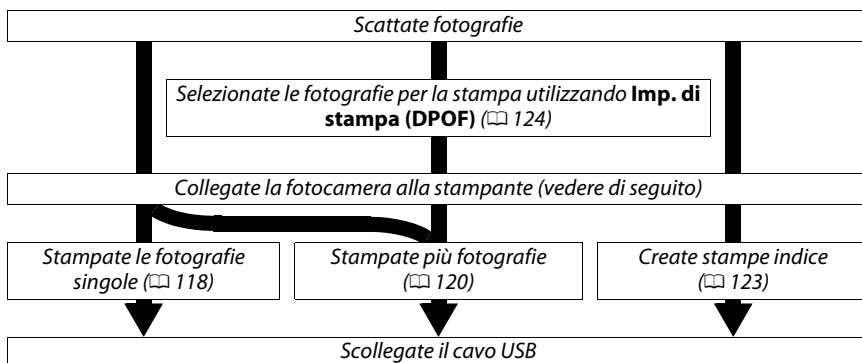 Scattate fotografie
Selezionate le fotografie per la stampa utilizzando Imp. di
stampa (DPOF) (🕮 124)
Collegate la fotocamera alla stampante (vedere di seguito)
Stampate le fotografie
singole (🕮 118)
Stampate più fotografie
(🕮 120)
Create stampe indice
(🕮 123)
Scollegate il cavo USB